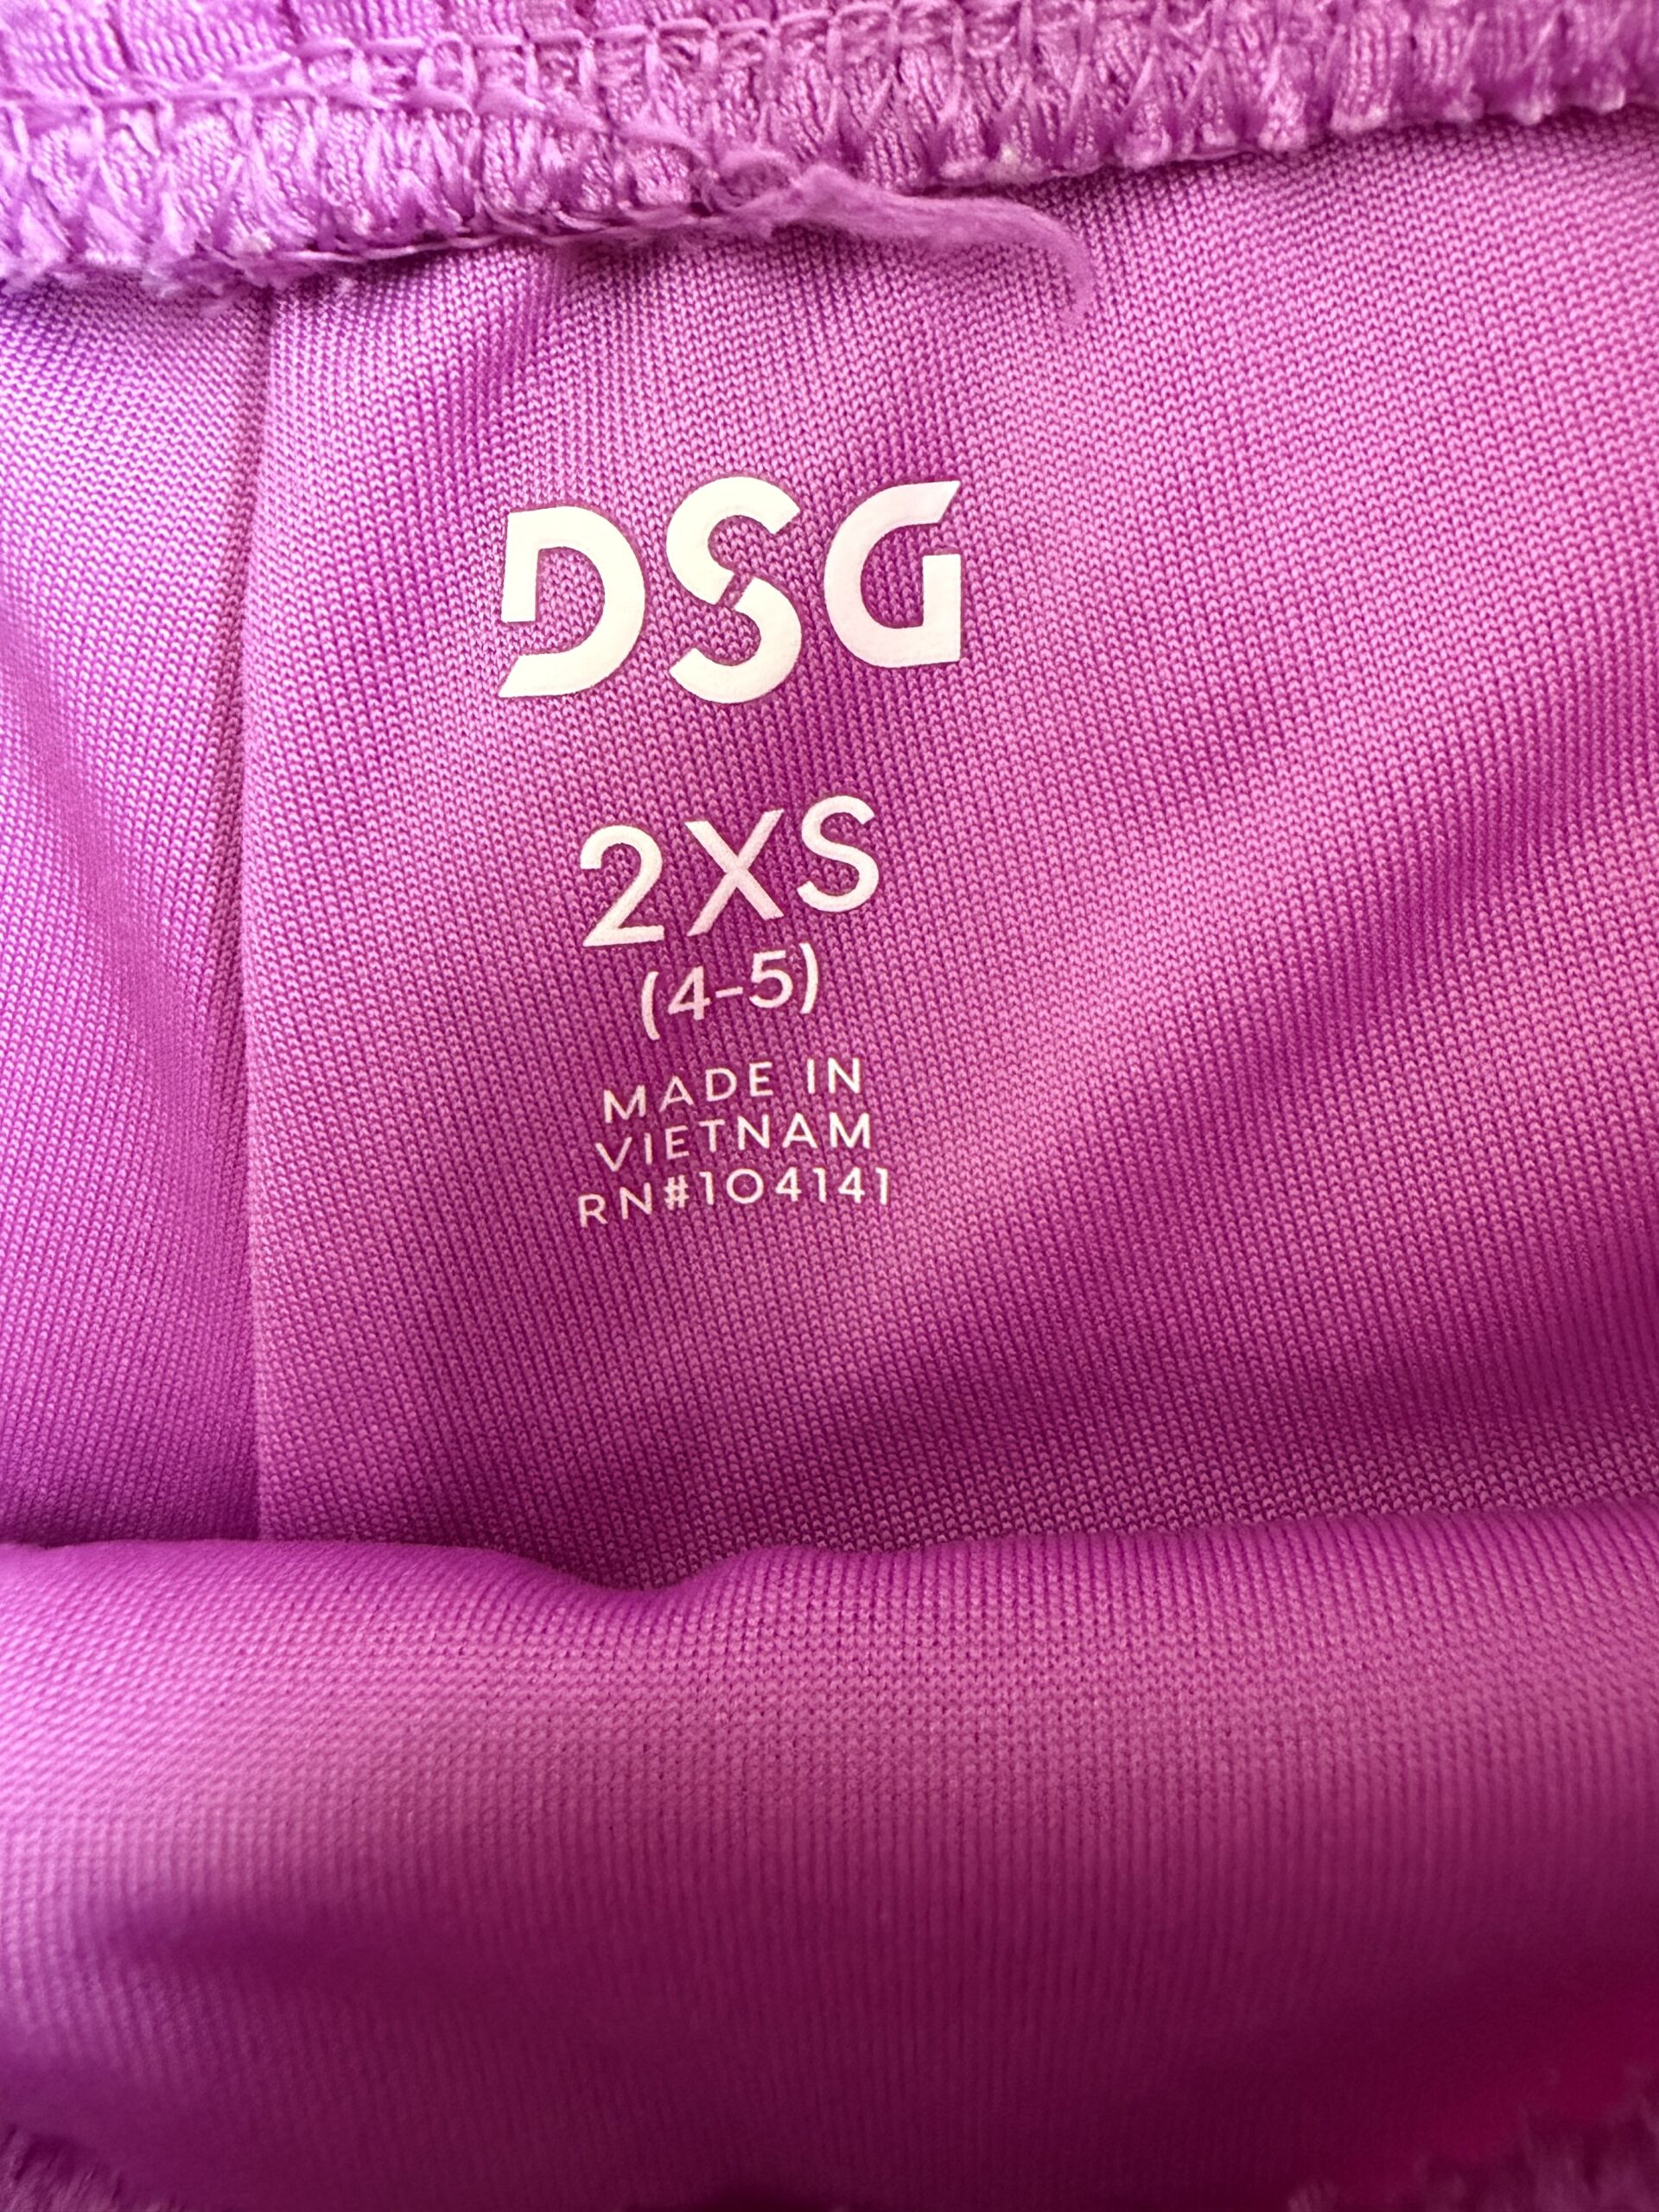 DSG
2XS
(4-5)
MADE IN
VIETNAM
RN#104141